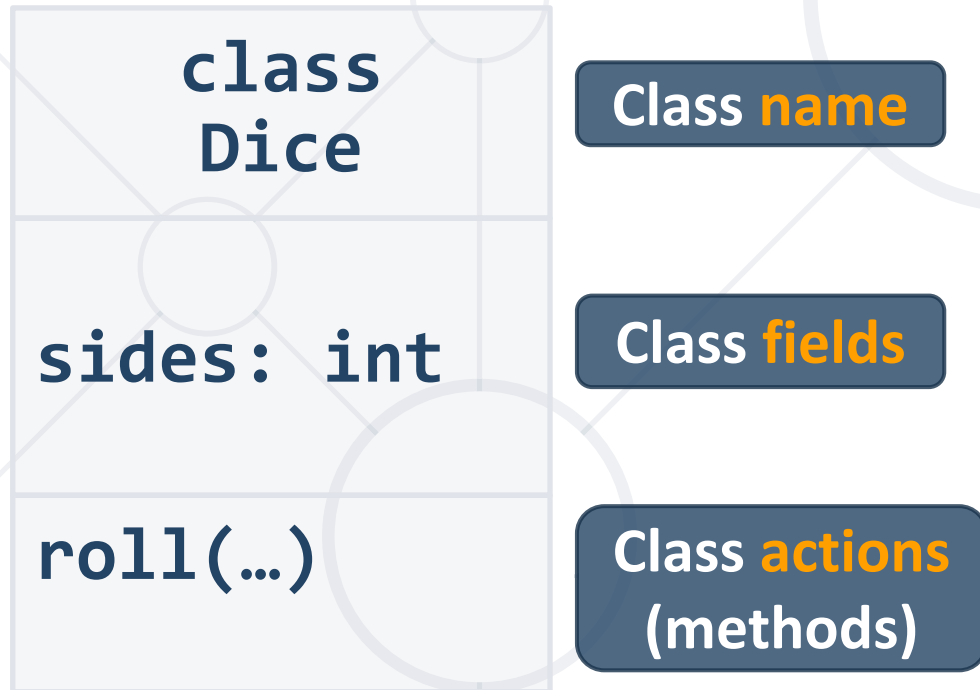 class
Dice
Class name
sides: int
Class fields
roll(…)
Class actions
(methods)